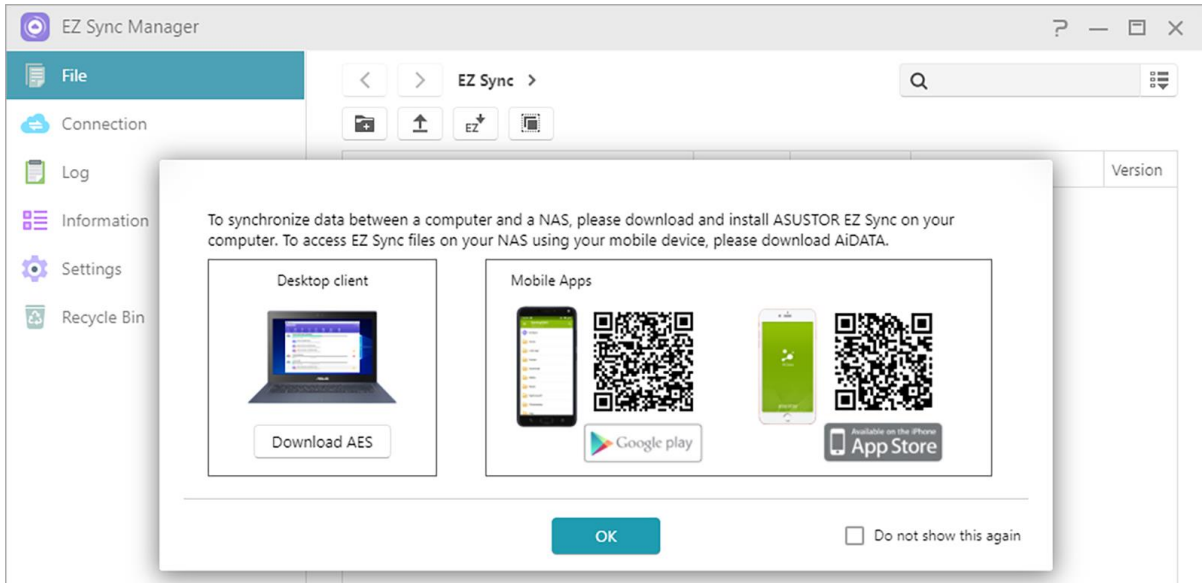 EZ Sync Manager
File
Connection
Log
Information
Settings
Recycle Bin
EZ Sync >
EZ
Version
To synchronize data between a computer and a NAS, please download and install ASUSTOR EZ Sync on your
computer. To access EZ Sync files on your NAS using your mobile device, please download AiDATA.
Desktop client
Download AES
Mobile Apps
Google play
Available on the iPhone
App Store
OK
Do not show this again